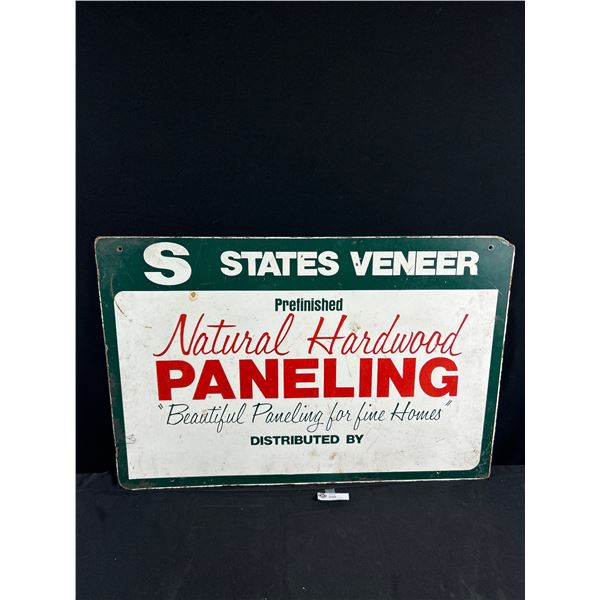 S STATES VENEER
Prefinished
Natural Hardwood
PANELING
"Beautiful Paneling for fine Homes"
DISTRIBUTED BY